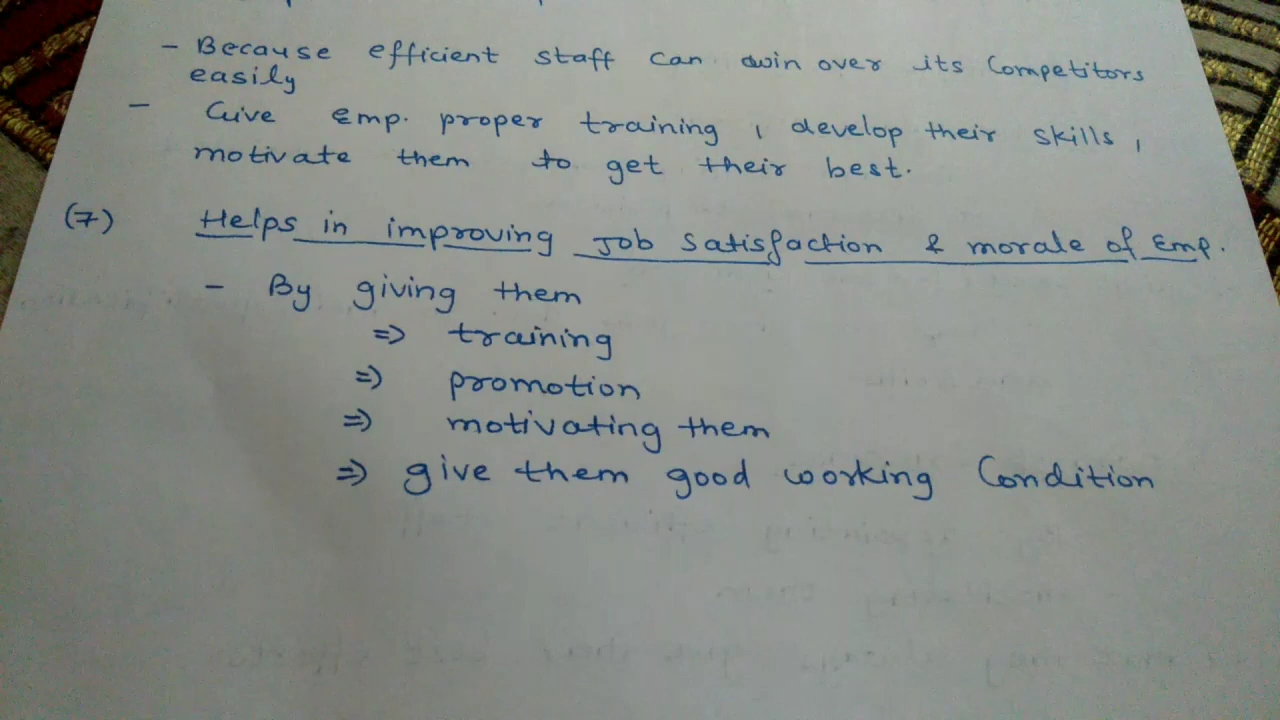 - Because efficient staff can win over its Competitors
easily
- Give Emp. proper training, develop their skills,
motivate them to get their best.
(7) Helps in improving Job satisfaction & morale of Emp.
- By giving them
=> training
=> promotion
=> motivating them
=> give them good working Condition